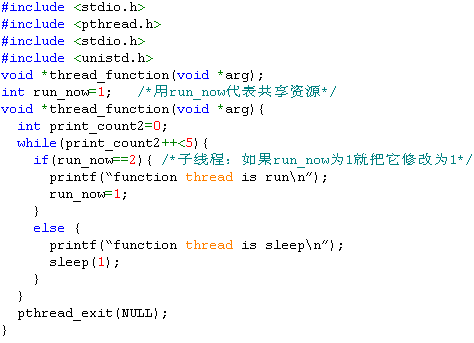 #include <stdio.h>
#include <pthread.h>
#include <stdio.h>
#include <unistd.h>
void *thread_function(void *arg);
int run_now=1;   /*用run_now代表共享资源*/
void *thread_function(void *arg){
  int print_count2=0;
  while(print_count2++<5){
    if(run_now==2){ /*子线程：如果run_now为1就把它修改为1*/
      printf(“function thread is run\n”);
      run_now=1;
    }
    else {
      printf(“function thread is sleep\n”);
      sleep(1);
    }
  }
  pthread_exit(NULL);
}